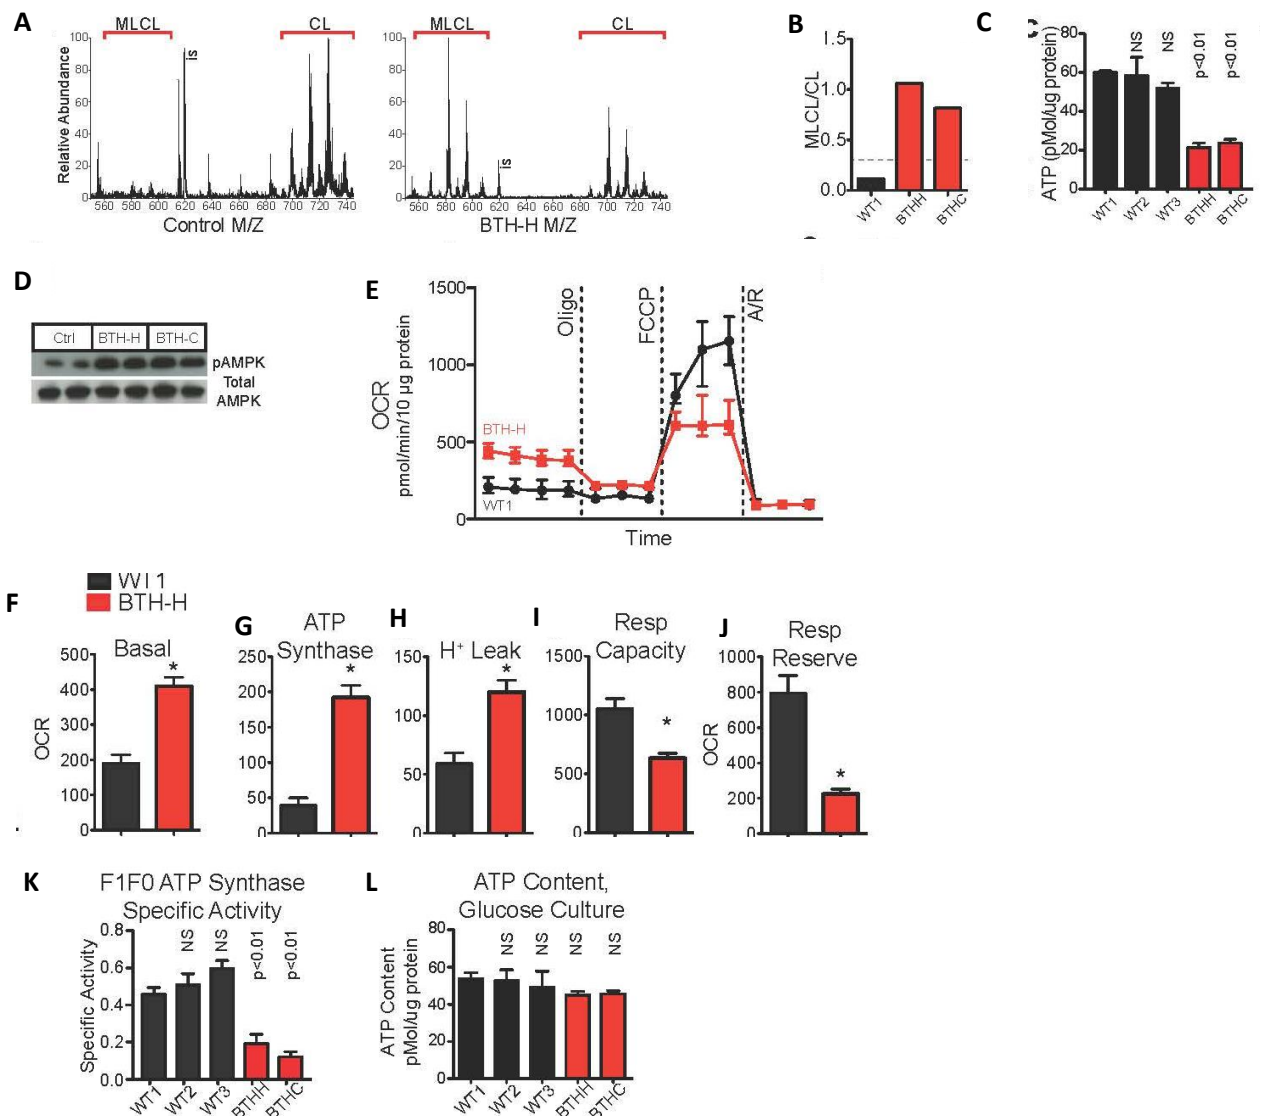 A
MLCL
CL
is
Relative Abundance
100
80
60
40
20
0
560 580 600 620 640 660 680 700 720 740
Control M/Z
MLCL
CL
is
100
80
60
40
20
0
560 580 600 620 640 660 680 700 720 740
BTH-H M/Z
B
MLCL/CL
1.5
1.0
0.5
0.0
WT1
BTHH
BTHC
C
ATP (pMol/ug protein)
80
60
40
20
0
NS
NS
p<0.01
p<0.01
WT1
WT2
WT3
BTHH
BTHC
D
Ctrl
BTH-H
BTH-C
pAMPK
Total
AMPK
E
OCR
pmol/min/10 µg protein
1500
1000
500
0
Oligo
FCCP
A/R
BTH-H
WT1
Time
WT1
BTH-H
F
Basal
OCR
500
400
300
200
100
0
*
G
ATP
Synthase
250
200
150
100
50
0
*
H
H+ Leak
150
100
50
0
*
I
Resp
Capacity
1500
1000
500
0
*
J
Resp
Reserve
OCR
1000
800
600
400
200
0
*
K
F1F0 ATP Synthase
Specific Activity
Specific Activity
0.8
0.6
0.4
0.2
0.0
NS
NS
p<0.01
p<0.01
WT1
WT2
WT3
BTHH
BTHC
L
ATP Content,
Glucose Culture
ATP Content
pMol/ug protein
80
60
40
20
0
NS
NS
NS
NS
WT1
WT2
WT3
BTHH
BTHC